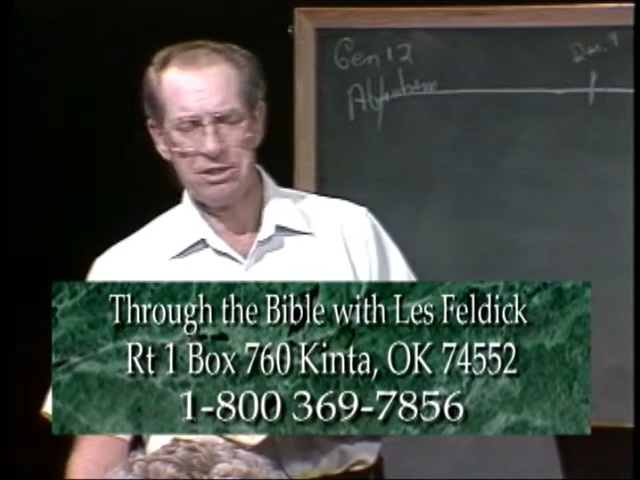 Gen 12
Abraham
Through the Bible with Les Feldick
Rt 1 Box 760 Kinta, OK 74552
1-800 369-7856